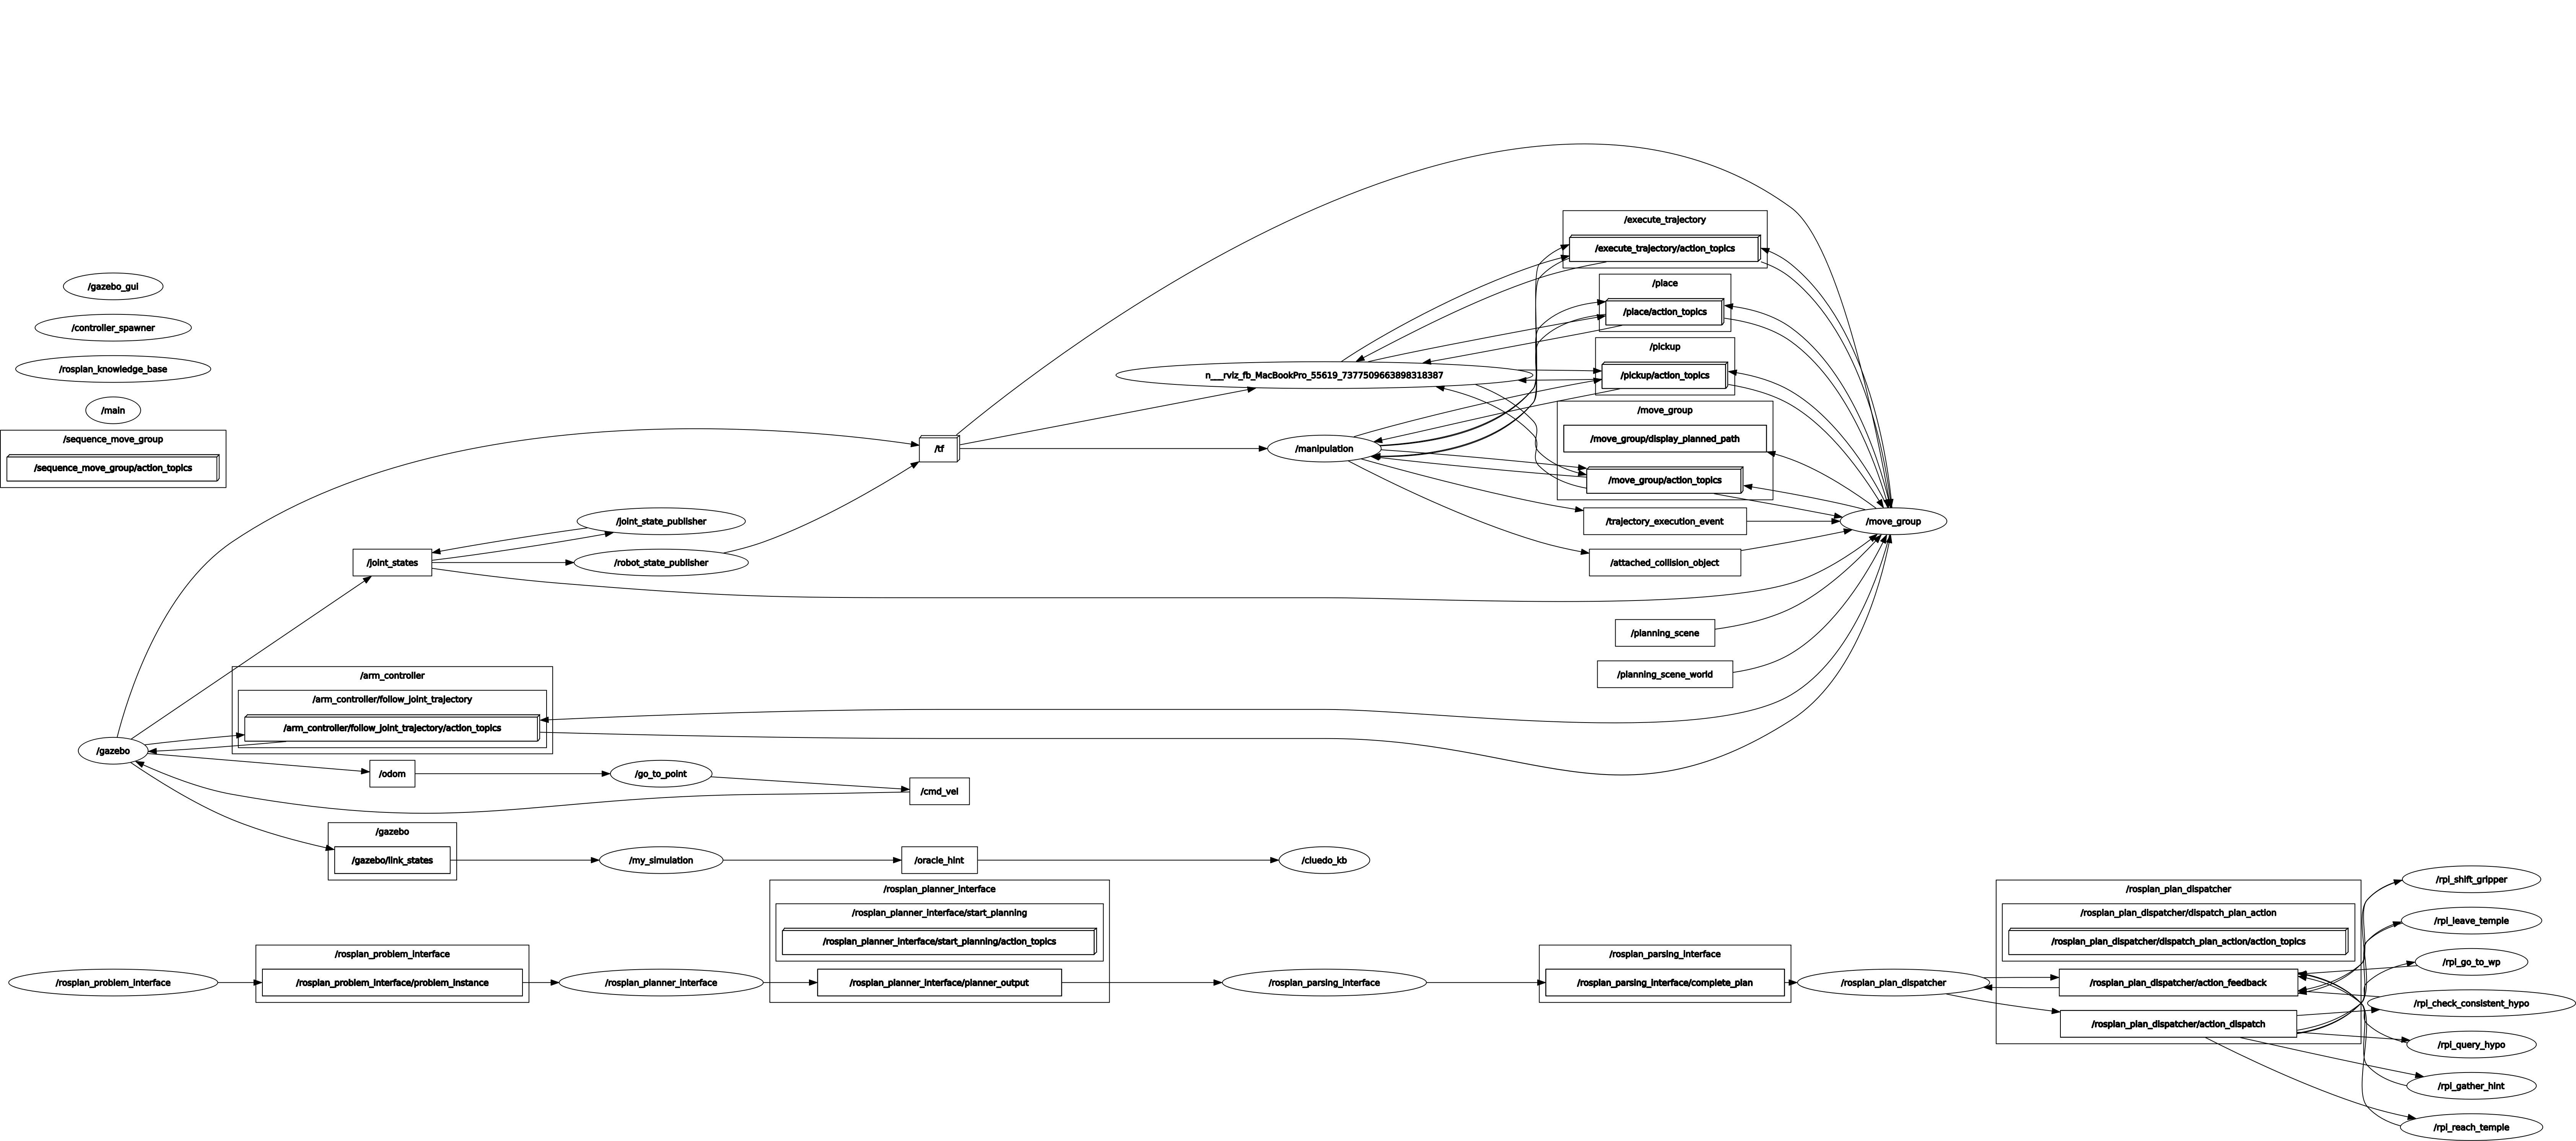 /execute_trajectory
/execute_trajectory/action_topics
/place
/place/action_topics
/gazebo_gui
/controller_spawner
/rosplan_knowledge_base
/main
/sequence_move_group
/sequence_move_group/action_topics
/pickup
/pickup/action_topics
n___rviz_fb_MacBookPro_55619_7377509663898318387
/move_group
/move_group/display_planned_path
/move_group/action_topics
/tf
/manipulation
/trajectory_execution_event
/move_group
/attached_collision_object
/joint_state_publisher
/joint_states
/robot_state_publisher
/planning_scene
/planning_scene_world
/arm_controller
/arm_controller/follow_joint_trajectory
/arm_controller/follow_joint_trajectory/action_topics
/gazebo
/odom
/go_to_point
/cmd_vel
/gazebo
/gazebo/link_states
/my_simulation
/oracle_hint
/cluedo_kb
/rosplan_problem_interface
/rosplan_problem_interface
/rosplan_problem_interface/problem_instance
/rosplan_planner_interface
/rosplan_planner_interface
/rosplan_planner_interface/start_planning
/rosplan_planner_interface/start_planning/action_topics
/rosplan_planner_interface/planner_output
/rosplan_parsing_interface
/rosplan_parsing_interface
/rosplan_parsing_interface/complete_plan
/rosplan_plan_dispatcher
/rosplan_plan_dispatcher
/rosplan_plan_dispatcher/dispatch_plan_action
/rosplan_plan_dispatcher/dispatch_plan_action/action_topics
/rosplan_plan_dispatcher/action_feedback
/rosplan_plan_dispatcher/action_dispatch
/rpi_shift_gripper
/rpi_leave_temple
/rpi_go_to_wp
/rpi_check_consistent_hypo
/rpi_query_hypo
/rpi_gather_hint
/rpi_reach_temple